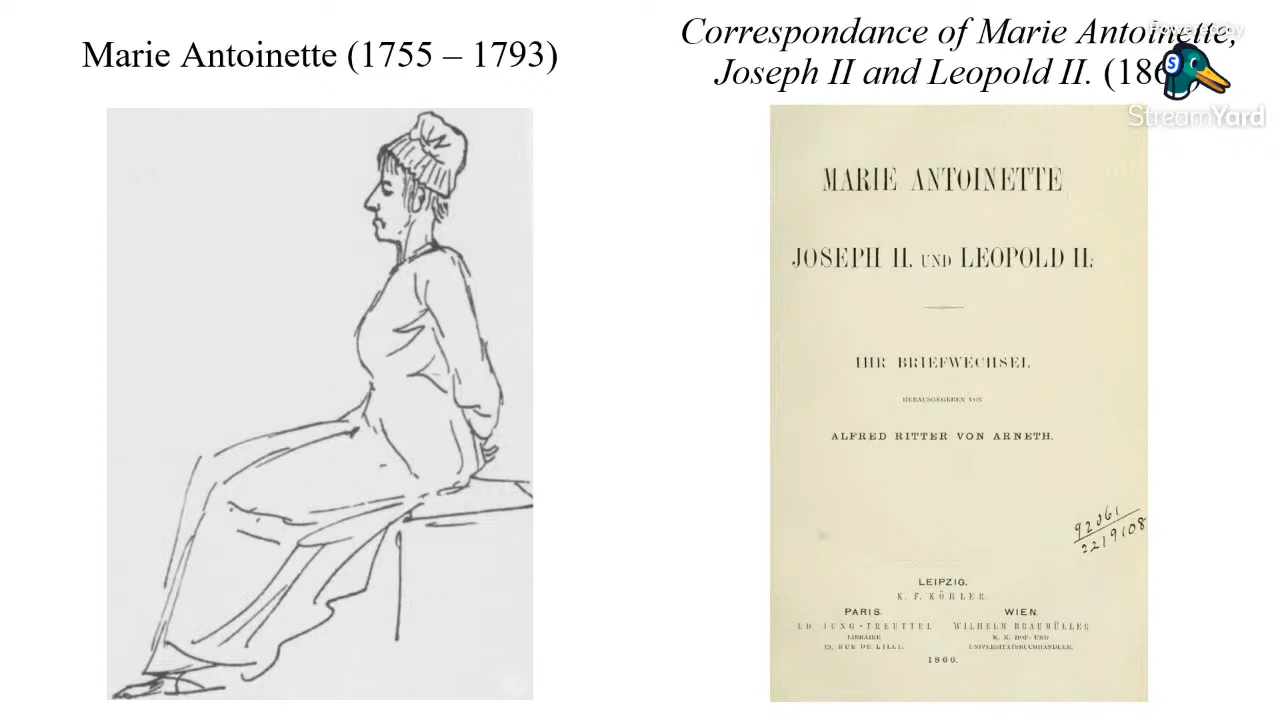 Marie Antoinette (1755 – 1793)
Correspondance of Marie Antoinette,
Joseph II and Leopold II. (186
Powered by
S
StreamYard
MARIE ANTOINETTE
JOSEPH II. UND LEOPOLD II.
IHR BRIEFWECHSEL
HERAUSGEGEBEN VON
ALFRED RITTER VON ARNETH.
92061
2219108
LEIPZIG.
K. F. KÖHLER.
PARIS.
ED. JUNG-TREUTTEL
LIBRAIRE
19, RUE DE LILLE.
WIEN.
WILHELM BRAUMÜLLER
K. K. HOF- UND
UNIVERSITÄTSBUCHHÄNDLER.
1866.